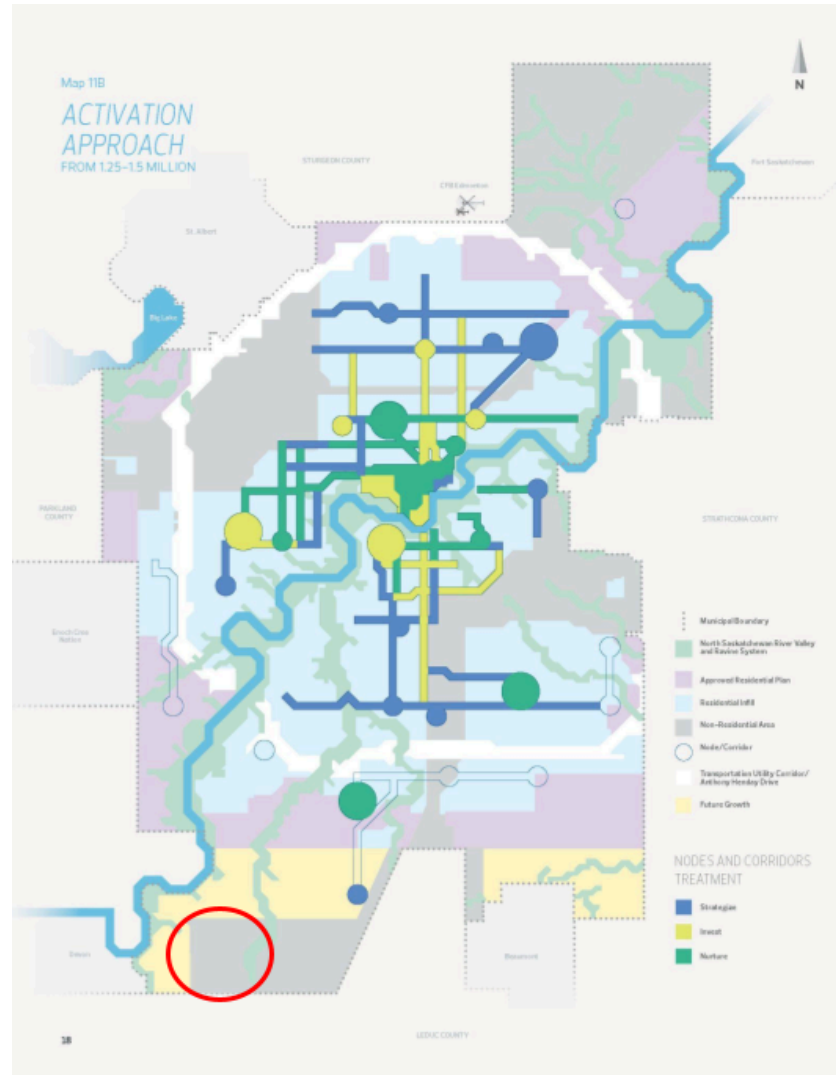 Map 11B
ACTIVATION
APPROACH
FROM 1.25–1.5 MILLION
N
STURGEON COUNTY
Fort Saskatchewan
CFB Edmonton
St. Albert
Big Lake
PARKLAND
COUNTY
STRATHCONA COUNTY
Enoch Cree
Nation
Municipal Boundary
North Saskatchewan River Valley
and Ravine System
Approved Residential Plan
Residential Infill
Non-Residential Area
Node/Corridor
Transportation Utility Corridor/
Anthony Henday Drive
Future Growth
NODES AND CORRIDORS
TREATMENT
Strategize
Invest
Nurture
Devon
Beaumont
LEDUC COUNTY
18